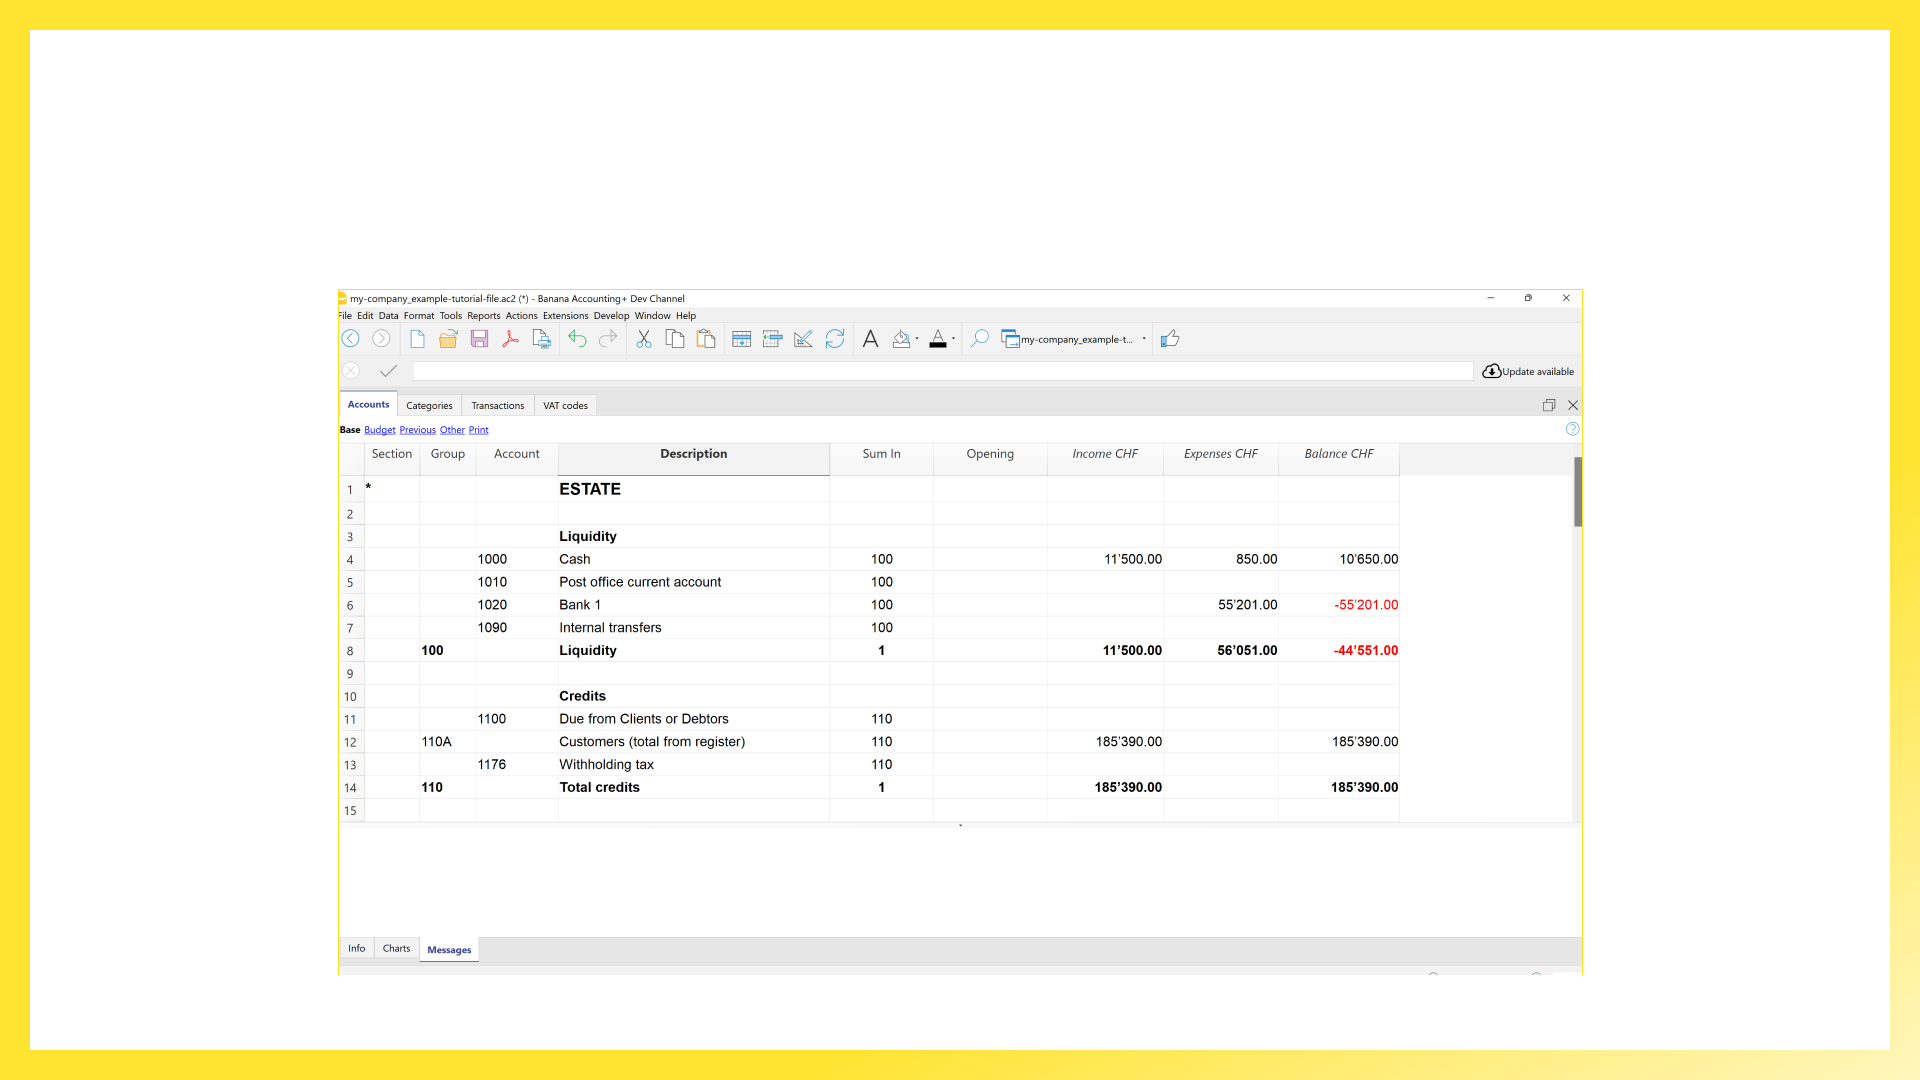 my-company_example-tutorial-file.ac2 (*) - Banana Accounting+ Dev Channel
File Edit Data Format Tools Reports Actions Extensions Develop Window Help
my-company_example-t...
Update available
Accounts Categories Transactions VAT codes
Base Budget Previous Other Print
Section Group Account Description Sum In Opening Income CHF Expenses CHF Balance CHF
1 * ESTATE
2
3 Liquidity
4 1000 Cash 100 11'500.00 850.00 10'650.00
5 1010 Post office current account 100
6 1020 Bank 1 100 55'201.00 -55'201.00
7 1090 Internal transfers 100
8 100 Liquidity 1 11'500.00 56'051.00 -44'551.00
9
10 Credits
11 1100 Due from Clients or Debtors 110
12 110A Customers (total from register) 110 185'390.00 185'390.00
13 1176 Withholding tax 110
14 110 Total credits 1 185'390.00 185'390.00
15
Info Charts Messages